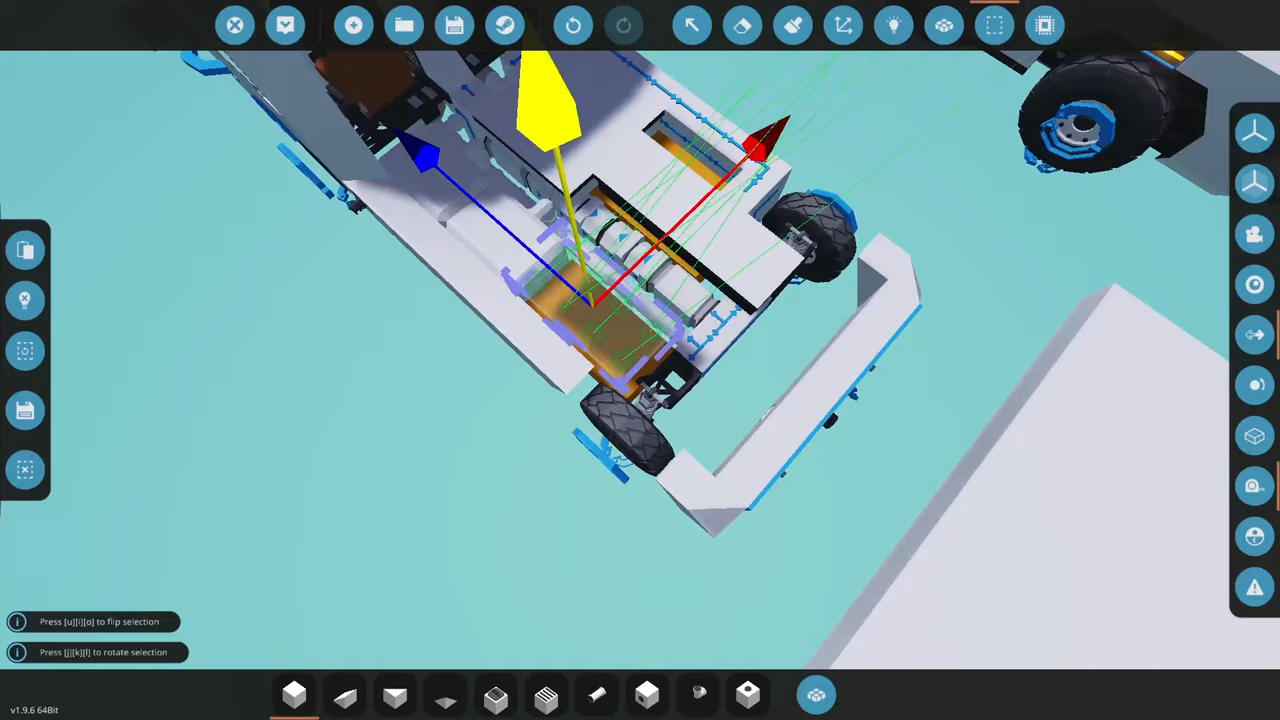 Press [u][i][o] to flip selection
Press [j][k][l] to rotate selection
v1.9.6 64Bit